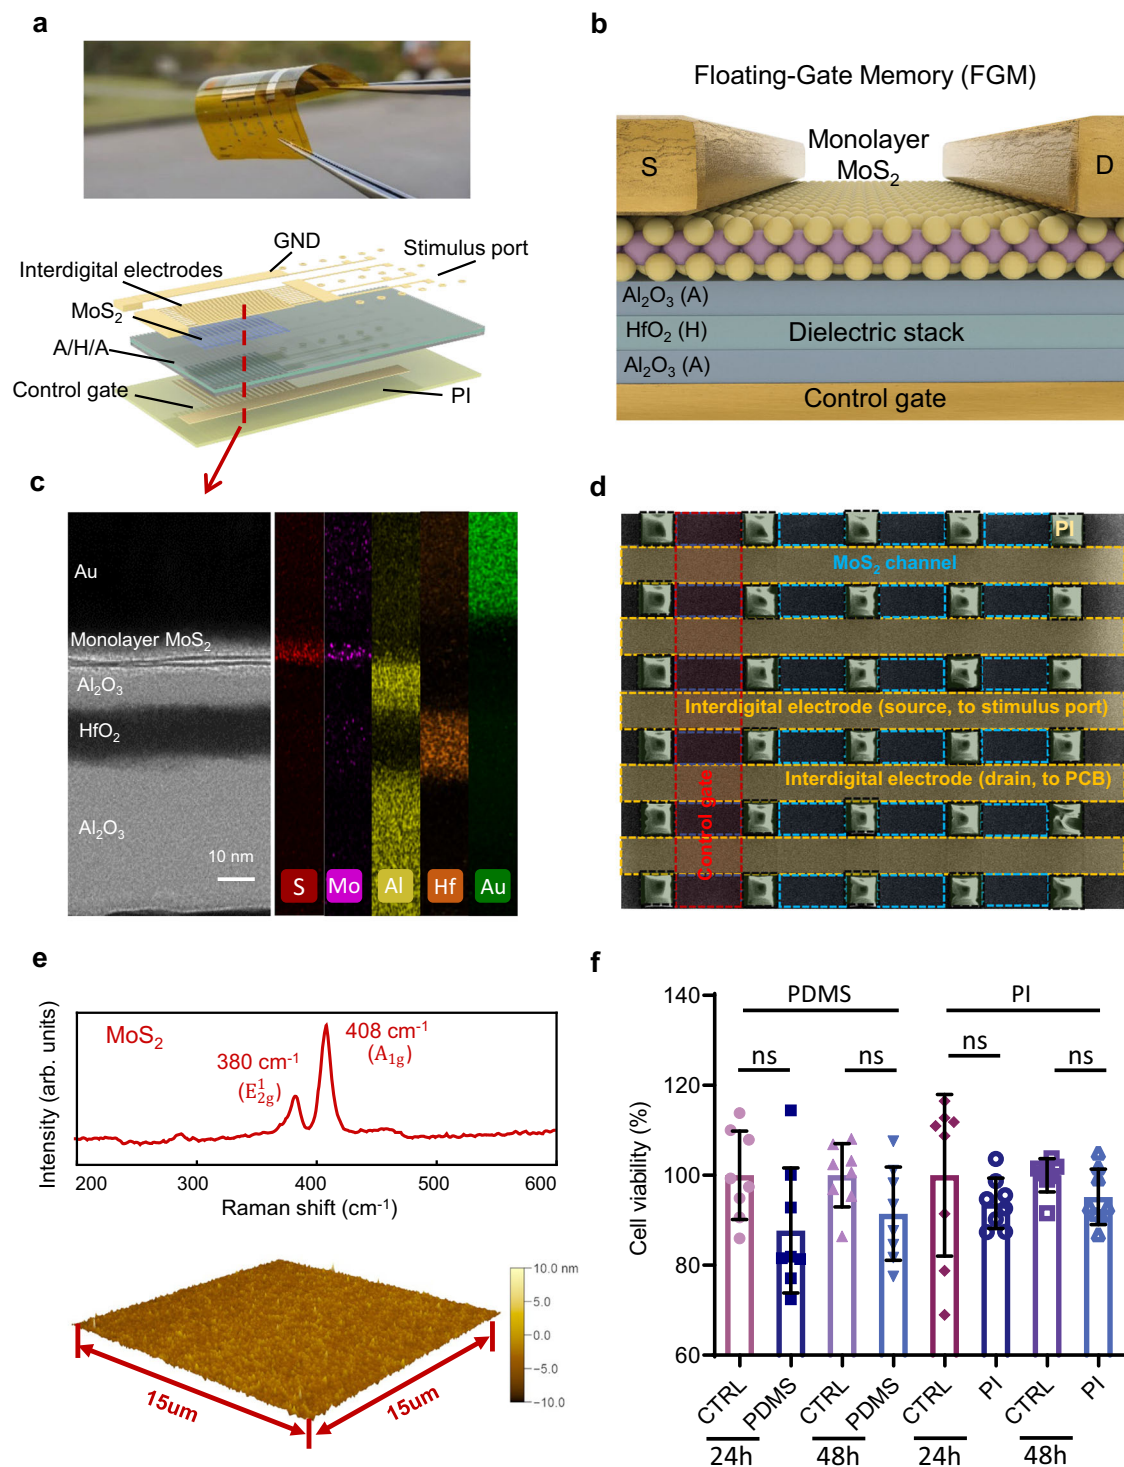 a
GND
Stimulus port
Interdigital electrodes
MoS₂
A/H/A
Control gate
PI
b
Floating-Gate Memory (FGM)
Monolayer
MoS₂
S
D
Al₂O₃ (A)
HfO₂ (H)
Dielectric stack
Al₂O₃ (A)
Control gate
c
Au
Monolayer MoS₂
Al₂O₃
HfO₂
Al₂O₃
10 nm
S
Mo
Al
Hf
Au
d
PI
MoS₂ channel
Interdigital electrode (source, to stimulus port)
Interdigital electrode (drain, to PCB)
Control gate
e
Intensity (arb. units)
MoS₂
380 cm⁻¹
(E¹₂g)
408 cm⁻¹
(A₁g)
200 300 400 500 600
Raman shift (cm⁻¹)
10.0 nm
5.0
0.0
−5.0
−10.0
15um
15um
f
Cell viability (%)
140
120
100
80
60
PDMS
PI
ns
ns
ns
ns
CTRL PDMS CTRL PDMS CTRL PI CTRL PI
24h 48h 24h 48h